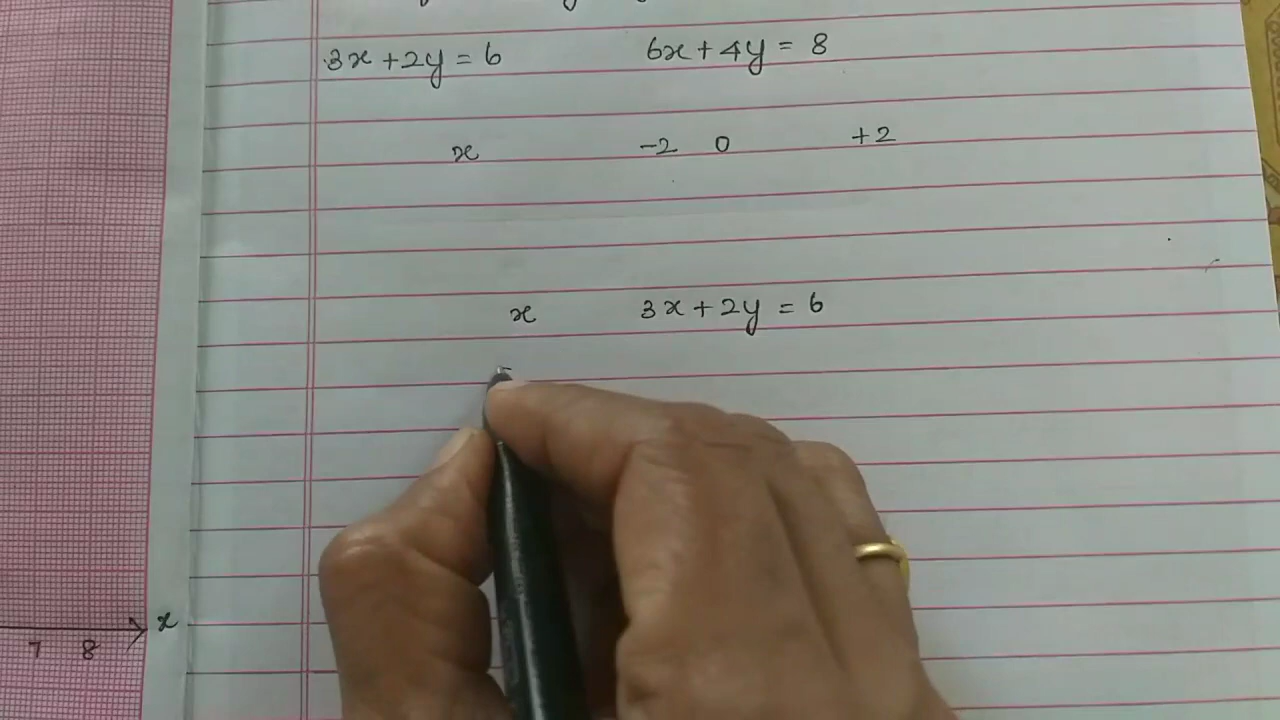 3x + 2y = 6 6x + 4y = 8
x -2 0 +2
x 3x + 2y = 6
x
7 8